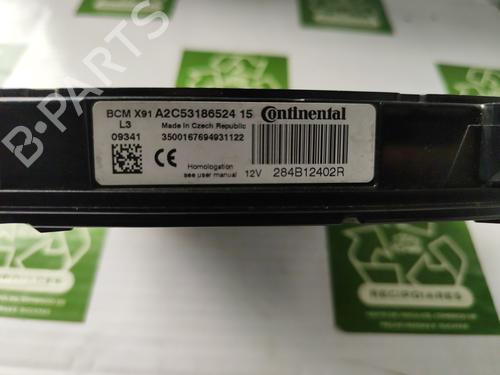 BCM X91 A2C53186524 15 Continental
L3 Made in Czech Republic
09341 3500167694931122
Homologation
see user manual 12V 284B12402R
B-PARTS
RECIPGIARES